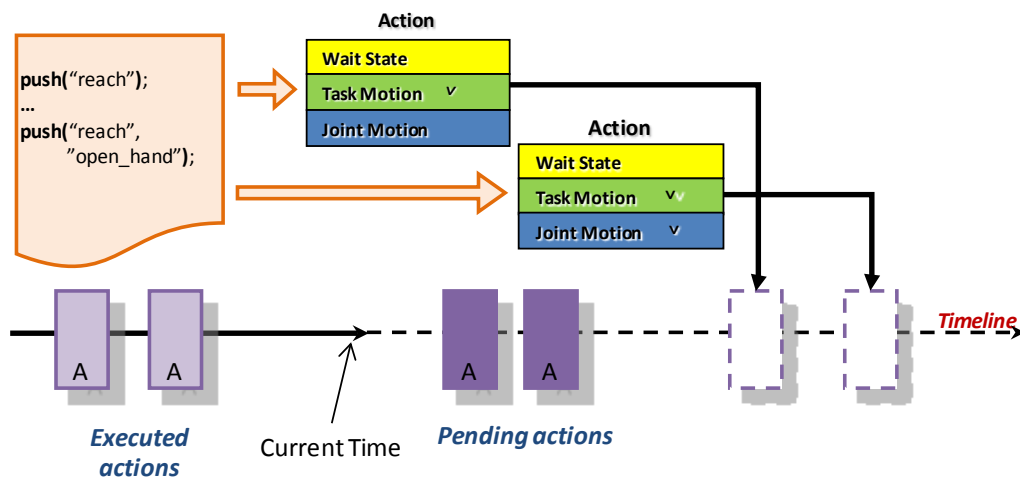 push(“reach”);
...
push(“reach”,
”open_hand”);
Action
Wait State
Task Motion v
Joint Motion
Action
Wait State
Task Motion vv
Joint Motion v
A
A
A
A
Timeline
Executed
actions
Current Time
Pending actions